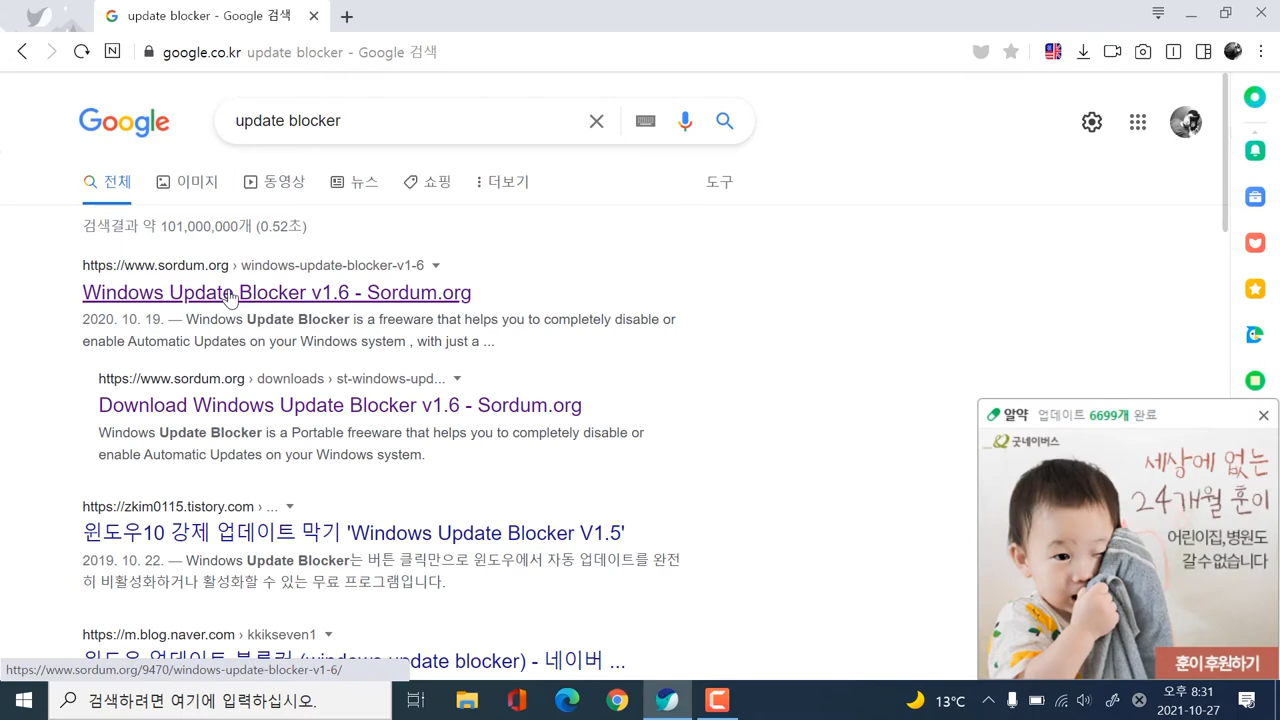 update blocker - Google 검색
google.co.kr update blocker - Google 검색
Google
update blocker
전체
이미지
동영상
뉴스
쇼핑
더보기
도구
검색결과 약 101,000,000개 (0.52초)
https://www.sordum.org › windows-update-blocker-v1-6
Windows Update Blocker v1.6 - Sordum.org
2020. 10. 19. — Windows Update Blocker is a freeware that helps you to completely disable or
enable Automatic Updates on your Windows system , with just a ...
https://www.sordum.org › downloads › st-windows-upd...
Download Windows Update Blocker v1.6 - Sordum.org
Windows Update Blocker is a Portable freeware that helps you to completely disable or
enable Automatic Updates on your Windows system.
https://zkim0115.tistory.com › ...
윈도우10 강제 업데이트 막기 'Windows Update Blocker V1.5'
2019. 10. 22. — Windows Update Blocker는 버튼 클릭만으로 윈도우에서 자동 업데이트를 완전
히 비활성화하거나 활성화할 수 있는 무료 프로그램입니다.
https://m.blog.naver.com › kkikseven1
윈도우 업데이트 블로커 (windows update blocker) - 네이버 ...
https://www.sordum.org/9470/windows-update-blocker-v1-6/
알약 업데이트 6699개 완료
굿네이버스
세상에 없는
24개월 훈이
어린이집, 병원도
갈 수 없습니다
훈이 후원하기
검색하려면 여기에 입력하십시오.
13°C
오후 8:31
2021-10-27